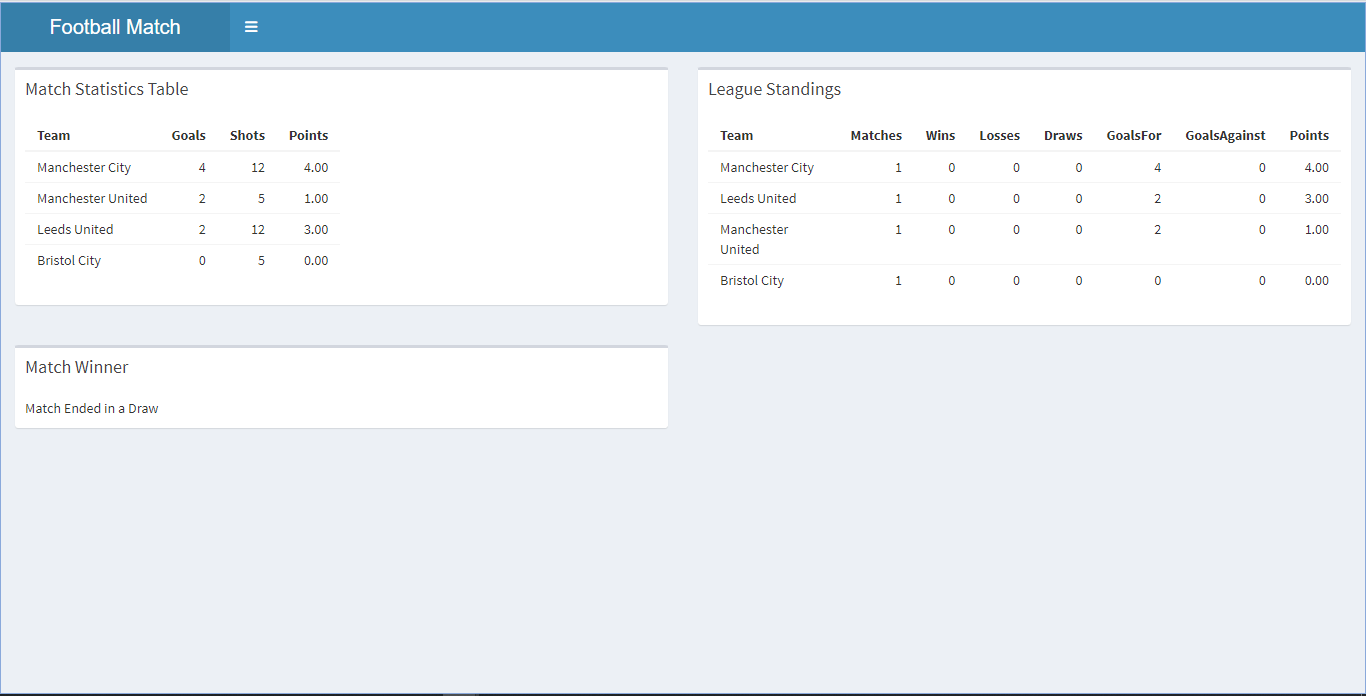 Football Match
Match Statistics Table
Team Goals Shots Points
Manchester City 4 12 4.00
Manchester United 2 5 1.00
Leeds United 2 12 3.00
Bristol City 0 5 0.00
League Standings
Team Matches Wins Losses Draws GoalsFor GoalsAgainst Points
Manchester City 1 0 0 0 4 0 4.00
Leeds United 1 0 0 0 2 0 3.00
Manchester 1 0 0 0 2 0 1.00
United
Bristol City 1 0 0 0 0 0 0.00
Match Winner
Match Ended in a Draw